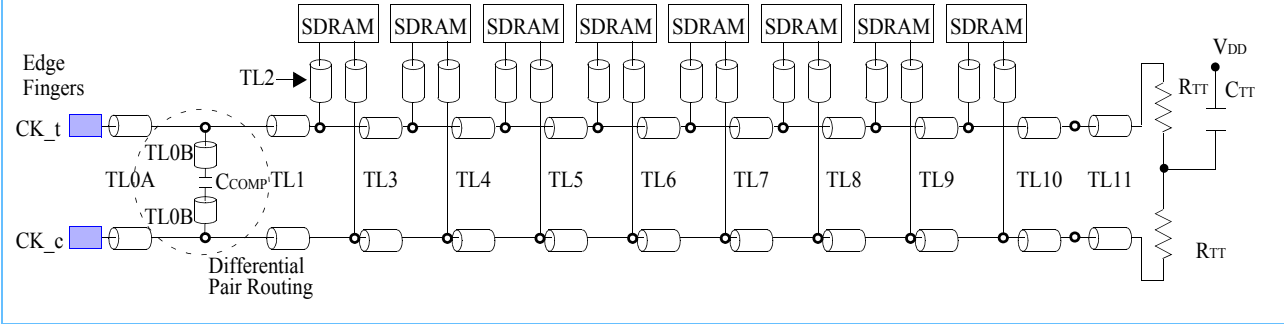 SDRAM SDRAM SDRAM SDRAM SDRAM SDRAM SDRAM SDRAM
VDD
Edge
Fingers
TL2
RTT
CTT
CK_t
TL0B
TL0A
CCOMP
TL1
TL3
TL4
TL5
TL6
TL7
TL8
TL9
TL10
TL11
TL0B
CK_c
Differential
Pair Routing
RTT